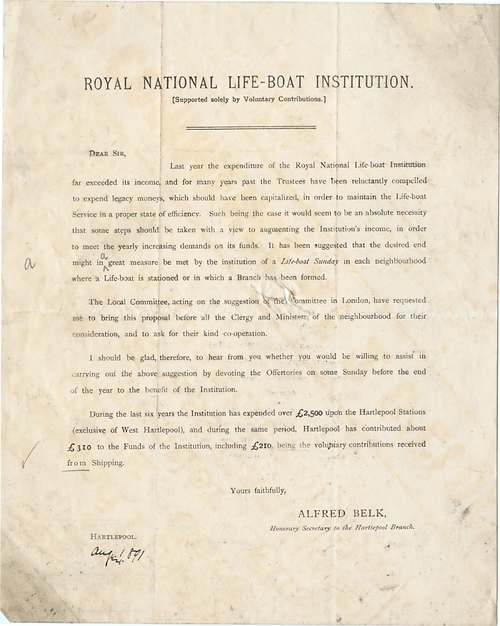 ROYAL NATIONAL LIFE-BOAT INSTITUTION.
[Supported solely by Voluntary Contributions.]
DEAR SIR,
Last year the expenditure of the Royal National Life-boat Institution
far exceeded its income, and for many years past the Trustees have been reluctantly compelled
to expend legacy moneys, which should have been capitalized, in order to maintain the Life-boat
Service in a proper state of efficiency. Such being the case it would seem to be an absolute necessity
that some steps should be taken with a view to augmenting the Institution's income, in order
to meet the yearly increasing demands on its funds. It has been suggested that the desired end
a might in a great measure be met by the institution of a Life-boat Sunday in each neighbourhood
where a Life-boat is stationed or in which a Branch has been formed.
The Local Committee, acting on the suggestion of the Committee in London, have requested
me to bring this proposal before all the Clergy and Ministers of the neighbourhood for their
consideration, and to ask for their kind co-operation.
I should be glad, therefore, to hear from you whether you would be willing to assist in
carrying out the above suggestion by devoting the Offertories on some Sunday before the end
of the year to the benefit of the Institution.
During the last six years the Institution has expended over £2,500 upon the Hartlepool Stations
(exclusive of West Hartlepool), and during the same period, Hartlepool has contributed about
£310 to the Funds of the Institution, including £210, being the voluntary contributions received
from Shipping.
Yours faithfully,
ALFRED BELK,
Honorary Secretary to the Hartlepool Branch.
HARTLEPOOL.